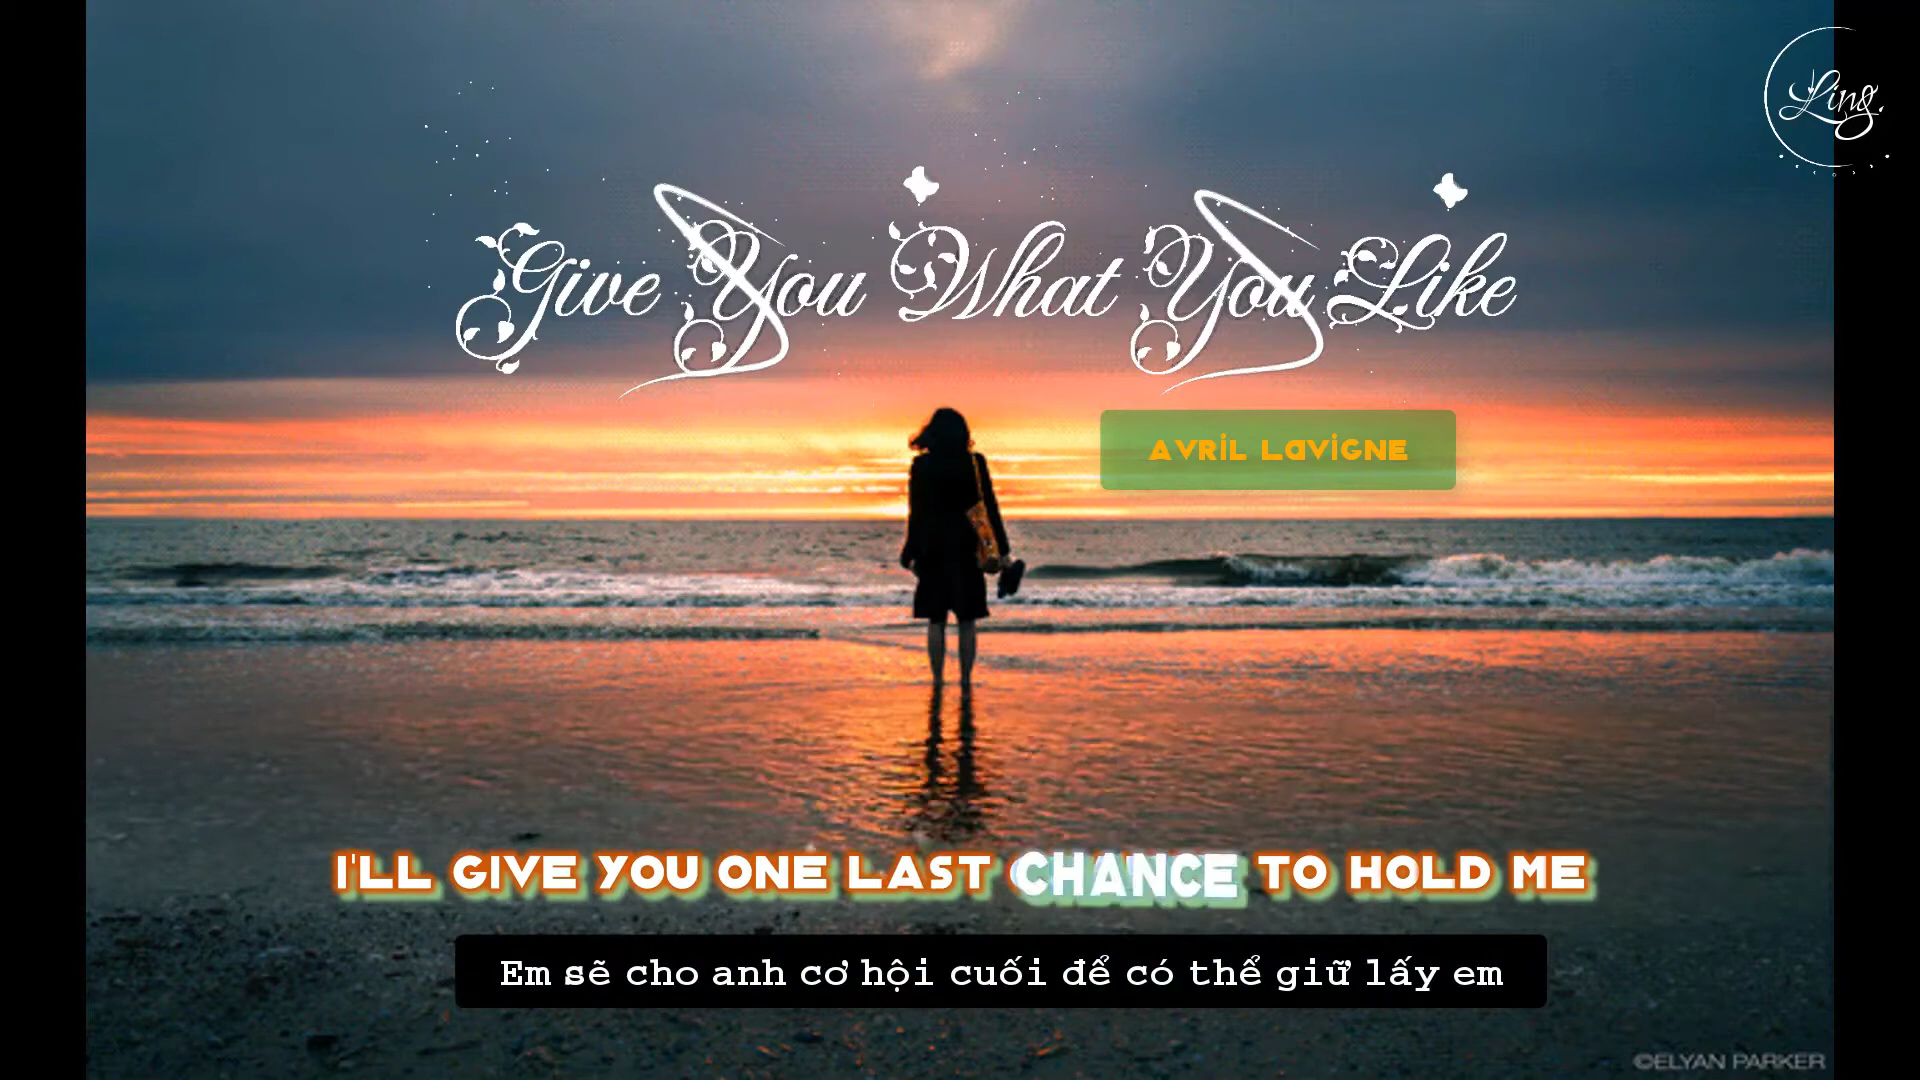 Ling.
Give You What You Like
AVRIL LAVIGNE
I'LL GIVE YOU ONE LAST CHANCE TO HOLD ME
Em sẽ cho anh cơ hội cuối để có thể giữ lấy em
©ELYAN PARKER